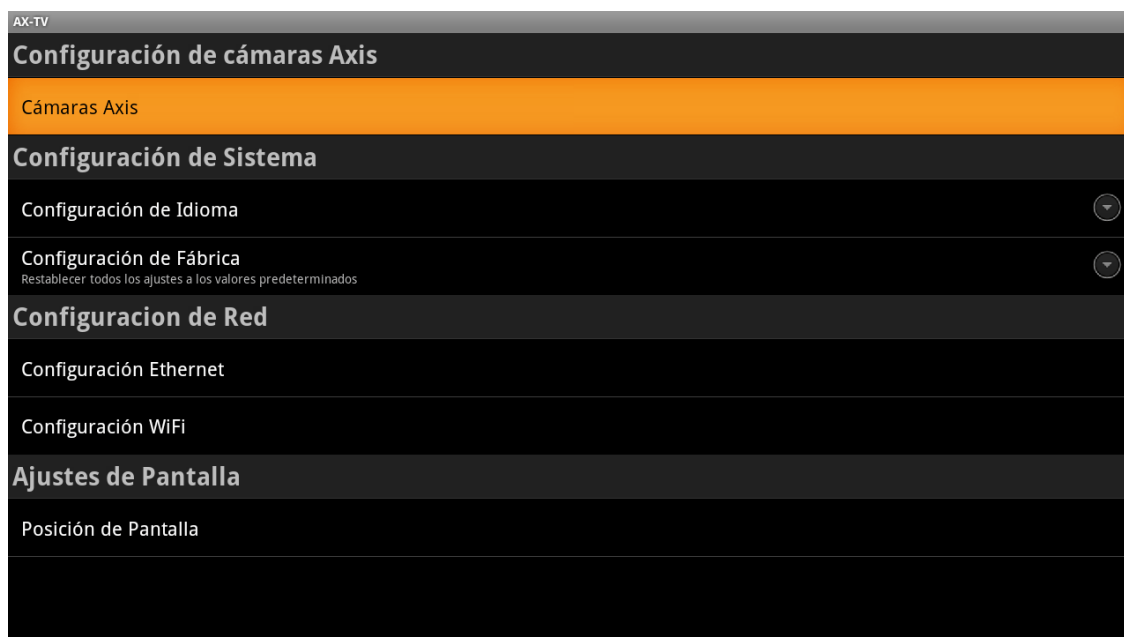 AX-TV
Configuración de cámaras Axis
Cámaras Axis
Configuración de Sistema
Configuración de Idioma
Configuración de Fábrica
Restablecer todos los ajustes a los valores predeterminados
Configuracion de Red
Configuración Ethernet
Configuración WiFi
Ajustes de Pantalla
Posición de Pantalla